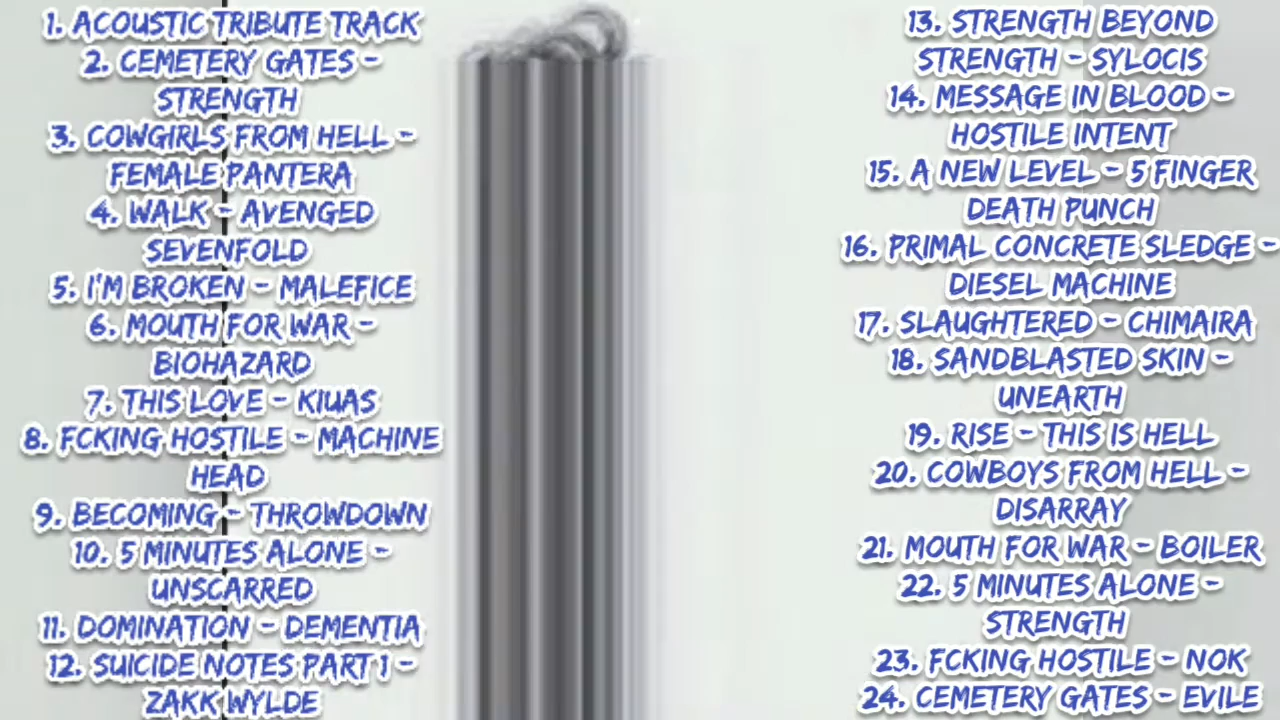 1. ACOUSTIC TRIBUTE TRACK
2. CEMETERY GATES -
STRENGTH
3. COWGIRLS FROM HELL -
FEMALE PANTERA
4. WALK - AVENGED
SEVENFOLD
5. I'M BROKEN - MALEFICE
6. MOUTH FOR WAR -
BIOHAZARD
7. THIS LOVE - KIUAS
8. FCKING HOSTILE - MACHINE
HEAD
9. BECOMING - THROWDOWN
10. 5 MINUTES ALONE -
UNSCARRED
11. DOMINATION - DEMENTIA
12. SUICIDE NOTES PART 1 -
ZAKK WYLDE
13. STRENGTH BEYOND
STRENGTH - SYLOCIS
14. MESSAGE IN BLOOD -
HOSTILE INTENT
15. A NEW LEVEL - 5 FINGER
DEATH PUNCH
16. PRIMAL CONCRETE SLEDGE -
DIESEL MACHINE
17. SLAUGHTERED - CHIMAIRA
18. SANDBLASTED SKIN -
UNEARTH
19. RISE - THIS IS HELL
20. COWBOYS FROM HELL -
DISARRAY
21. MOUTH FOR WAR - BOILER
22. 5 MINUTES ALONE -
STRENGTH
23. FCKING HOSTILE - NOK
24. CEMETERY GATES - EVILE